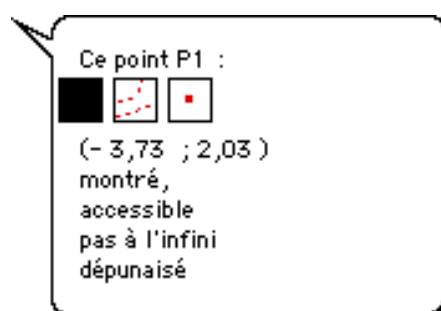 Ce point P1 :
(- 3,73 ; 2,03 )
montré,
accessible
pas à l'infini
dépunaisé